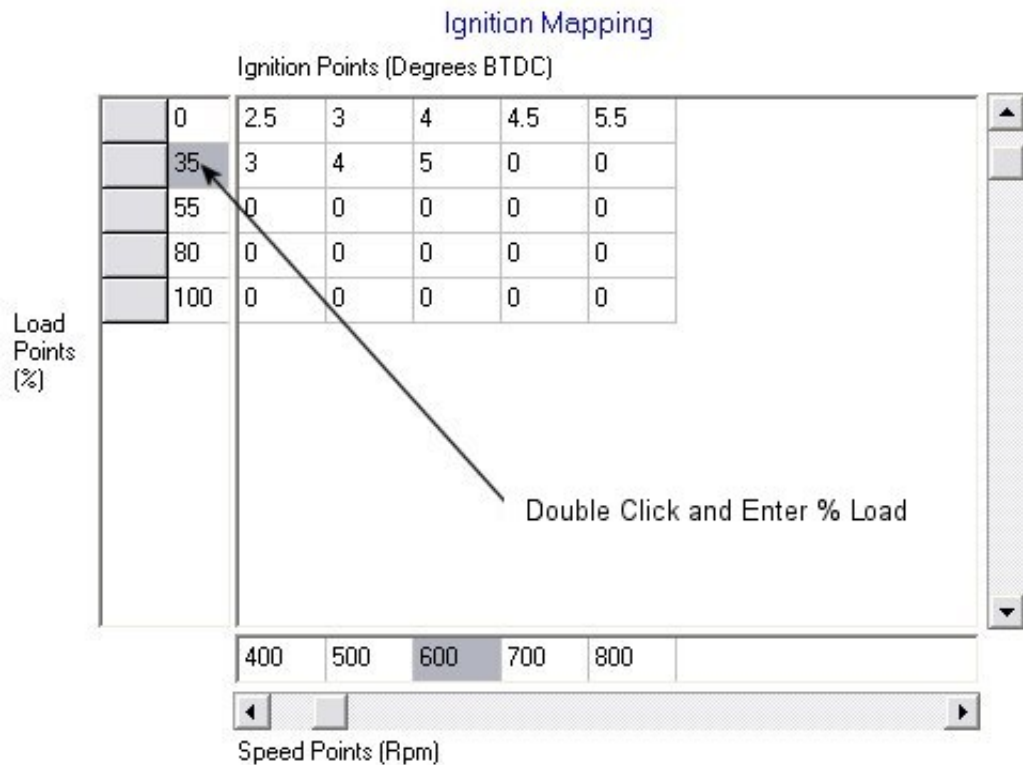 Ignition Mapping
Ignition Points (Degrees BTDC)
0 2.5 3 4 4.5 5.5
35 3 4 5 0 0
55 0 0 0 0 0
80 0 0 0 0 0
100 0 0 0 0 0
Load
Points
(%)
Double Click and Enter % Load
400 500 600 700 800
Speed Points (Rpm)